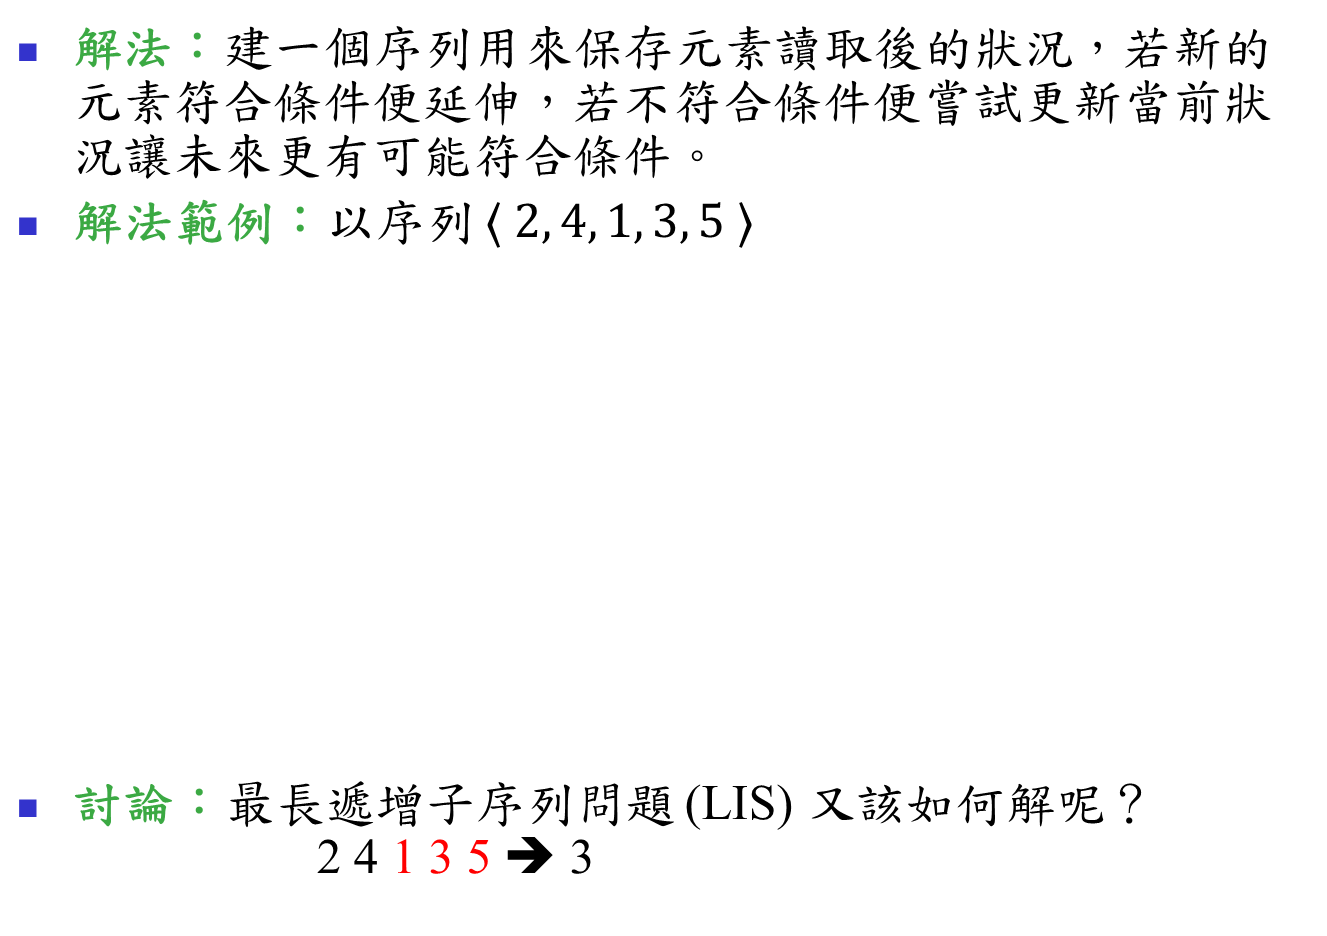 解法：建一個序列用來保存元素讀取後的狀況，若新的
元素符合條件便延伸，若不符合條件便嘗試更新當前狀
況讓未來更有可能符合條件。
解法範例：以序列⟨ 2, 4, 1, 3, 5 ⟩
討論：最長遞增子序列問題 (LIS) 又該如何解呢？
2 4 1 3 5 ➔ 3